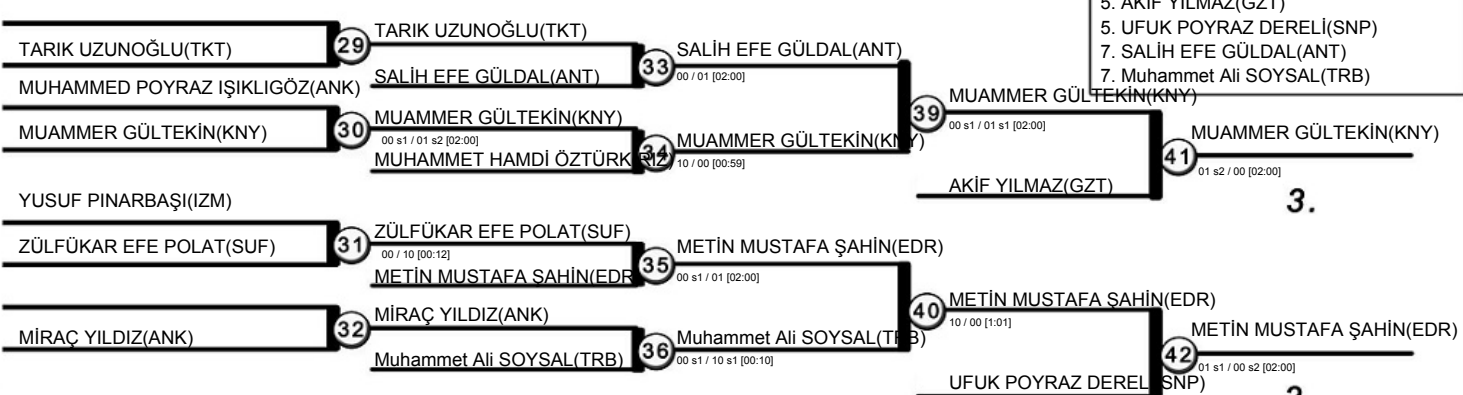 5. AKİF YILMAZ(GZT)
5. UFUK POYRAZ DERELİ(SNP)
7. SALİH EFE GÜLDAL(ANT)
7. Muhammet Ali SOYSAL(TRB)
TARIK UZUNOĞLU(TKT)
29
TARIK UZUNOĞLU(TKT)
SALİH EFE GÜLDAL(ANT)
33
SALİH EFE GÜLDAL(ANT)
00 / 01 [02:00]
MUHAMMED POYRAZ IŞIKLIGÖZ(ANK)
MUAMMER GÜLTEKİN(KNY)
30
MUAMMER GÜLTEKİN(KNY)
00 s1 / 01 s2 [02:00]
MUHAMMET HAMDİ ÖZTÜRK(RIZ)
34
MUAMMER GÜLTEKİN(KNY)
10 / 00 [00:59]
39
MUAMMER GÜLTEKİN(KNY)
00 s1 / 01 s1 [02:00]
AKİF YILMAZ(GZT)
41
MUAMMER GÜLTEKİN(KNY)
01 s2 / 00 [02:00]
3.
YUSUF PINARBAŞI(IZM)
ZÜLFÜKAR EFE POLAT(SUF)
31
ZÜLFÜKAR EFE POLAT(SUF)
00 / 10 [00:12]
METİN MUSTAFA ŞAHİN(EDR)
35
METİN MUSTAFA ŞAHİN(EDR)
00 s1 / 01 [02:00]
MİRAÇ YILDIZ(ANK)
32
MİRAÇ YILDIZ(ANK)
Muhammet Ali SOYSAL(TRB)
36
Muhammet Ali SOYSAL(TRB)
00 s1 / 10 s1 [00:10]
40
METİN MUSTAFA ŞAHİN(EDR)
10 / 00 [1:01]
UFUK POYRAZ DERELİ(SNP)
42
METİN MUSTAFA ŞAHİN(EDR)
01 s1 / 00 s2 [02:00]